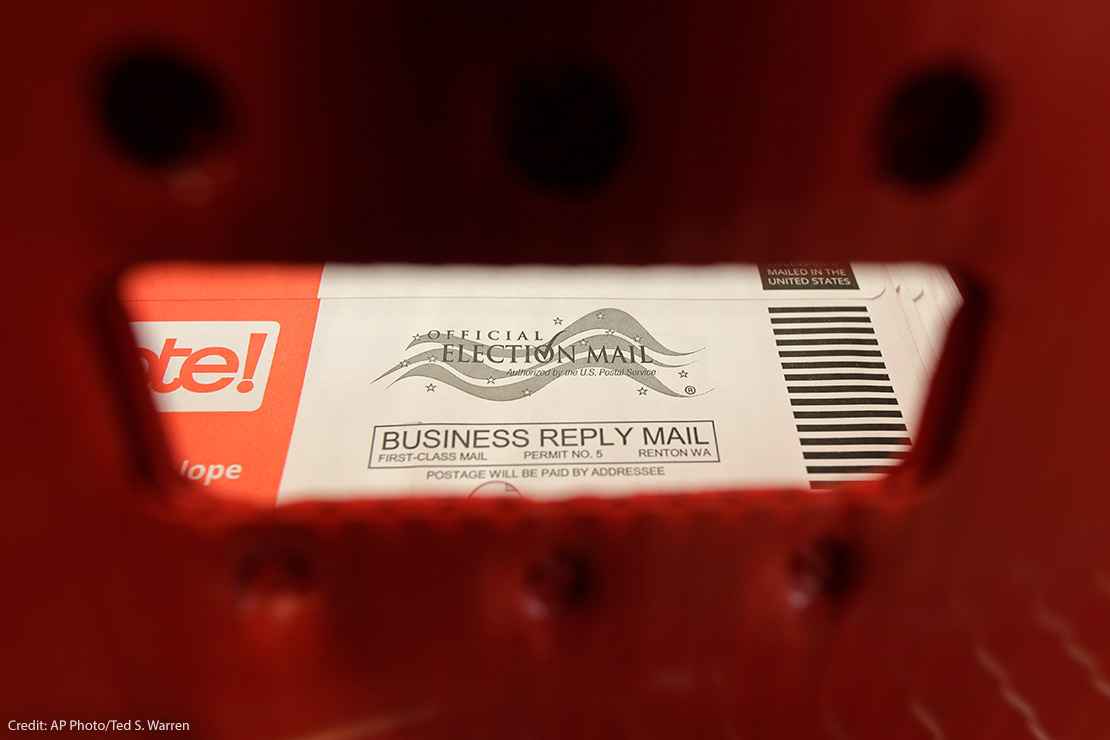 MAILED IN THE
UNITED STATES
ote!
OFFICIAL
ELECTION MAIL
Authorized by the U.S. Postal Service
®
BUSINESS REPLY MAIL
FIRST-CLASS MAIL PERMIT NO. 5 RENTON WA
POSTAGE WILL BE PAID BY ADDRESSEE
lope
Credit: AP Photo/Ted S. Warren